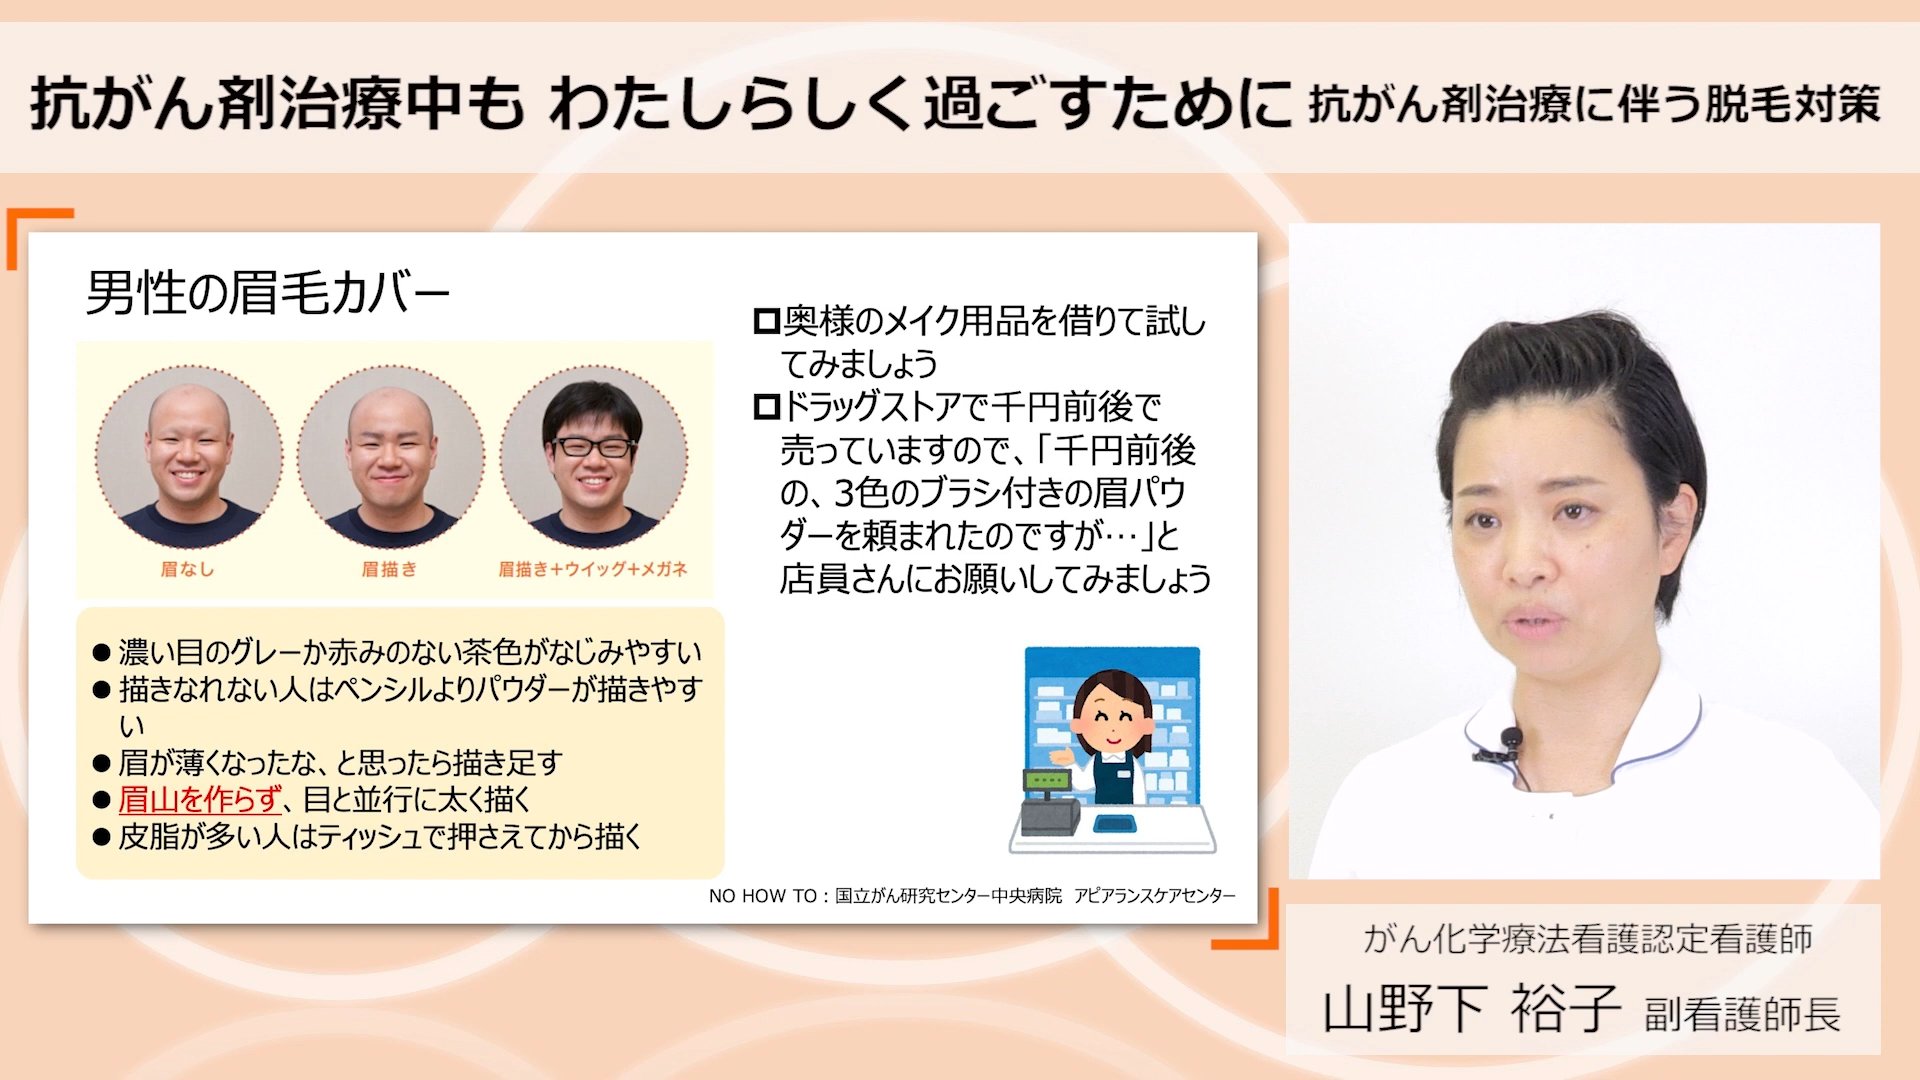 抗がん剤治療中も わたしらしく過ごすために 抗がん剤治療に伴う脱毛対策
男性の眉毛カバー
眉なし
眉描き
眉描き+ウイッグ+メガネ
●濃い目のグレーか赤みのない茶色がなじみやすい
●描きなれない人はペンシルよりパウダーが描きやす
い
●眉が薄くなったな、と思ったら描き足す
●眉山を作らず、目と並行に太く描く
●皮脂が多い人はティッシュで押さえてから描く
□奥様のメイク用品を借りて試し
てみましょう
□ドラッグストアで千円前後で
売っていますので、「千円前後
の、3色のブラシ付きの眉パウ
ダーを頼まれたのですが…」と
店員さんにお願いしてみましょう
NO HOW TO：国立がん研究センター中央病院 アピアランスケアセンター
がん化学療法看護認定看護師
山野下 裕子 副看護師長